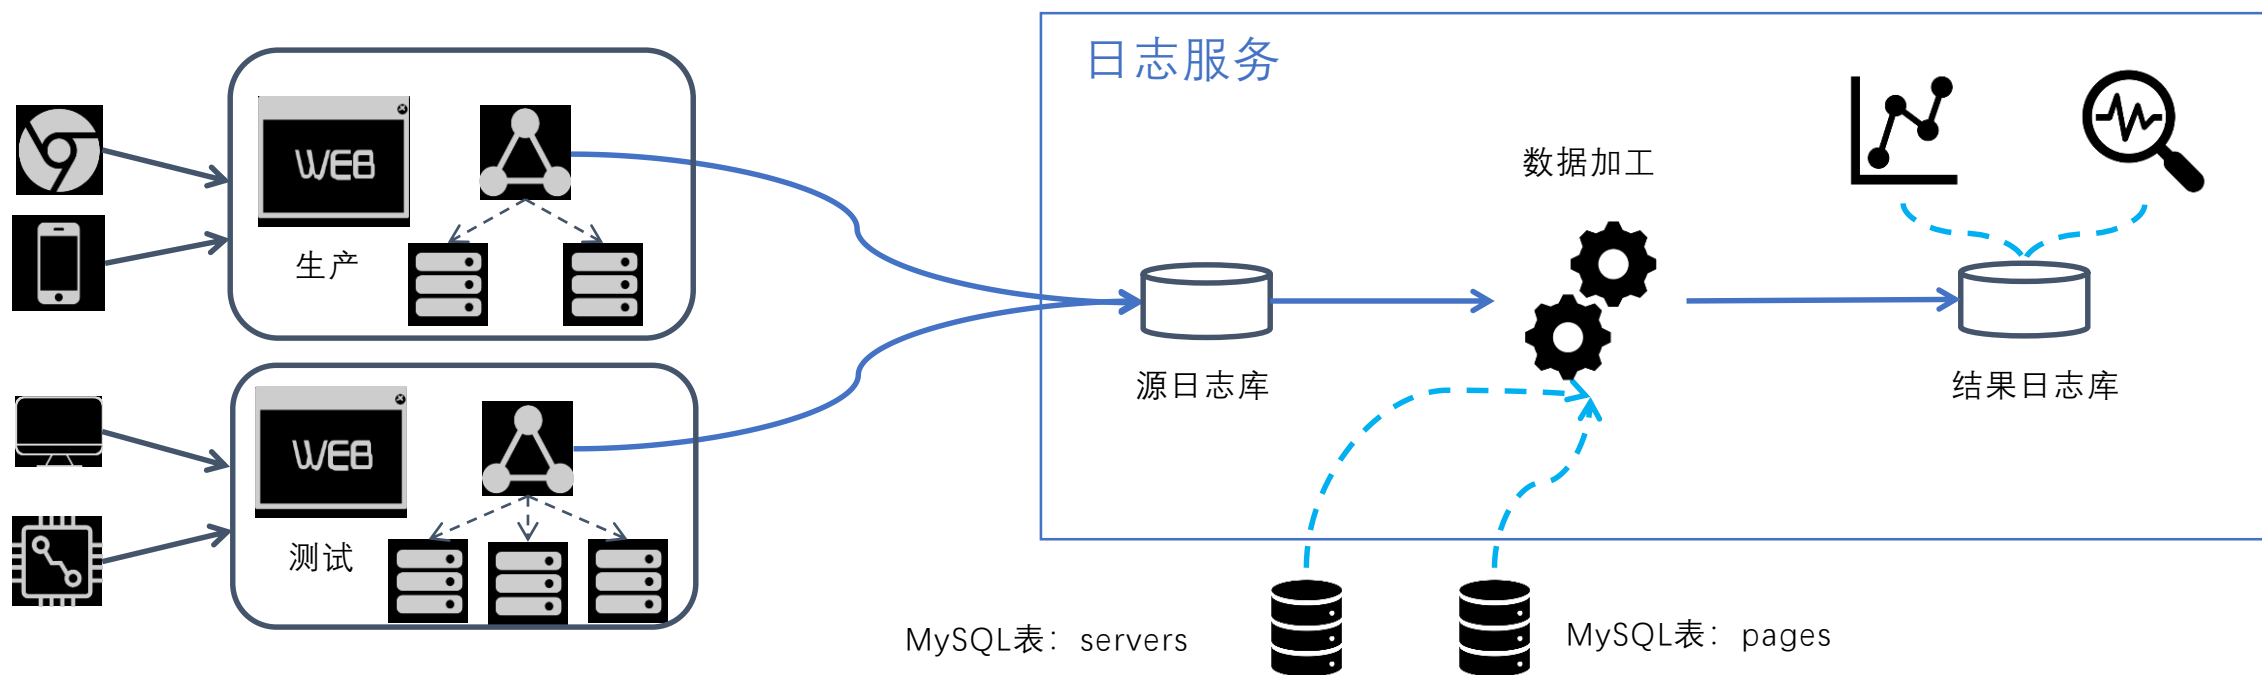 日志服务
WEB
生产
数据加工
源日志库
结果日志库
WEB
测试
MySQL表：servers
MySQL表：pages